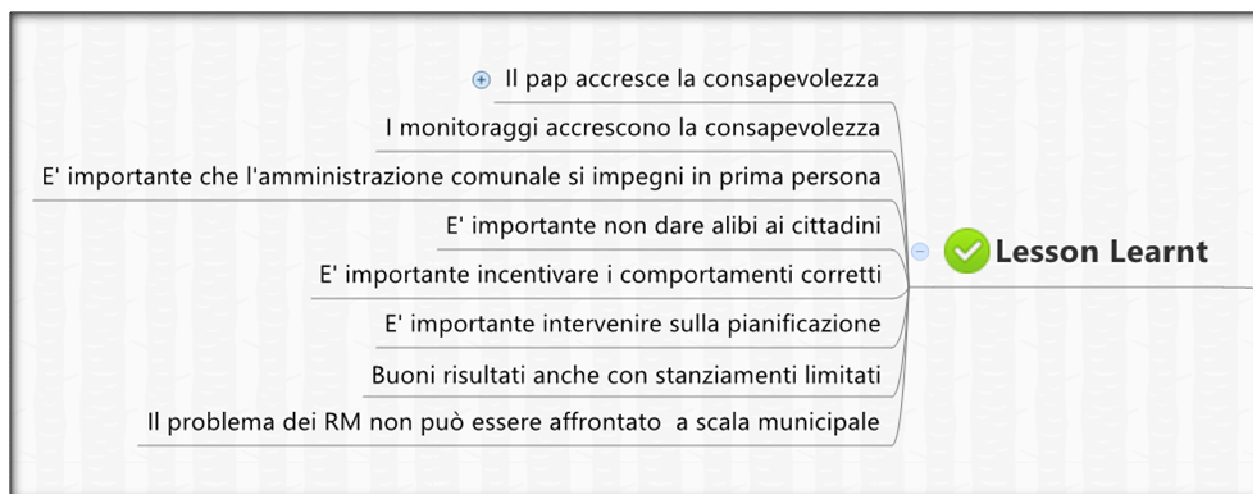 Il pap accresce la consapevolezza
I monitoraggi accrescono la consapevolezza
E' importante che l'amministrazione comunale si impegni in prima persona
E' importante non dare alibi ai cittadini
E' importante incentivare i comportamenti corretti
E' importante intervenire sulla pianificazione
Buoni risultati anche con stanziamenti limitati
Il problema dei RM non può essere affrontato  a scala municipale
Lesson Learnt